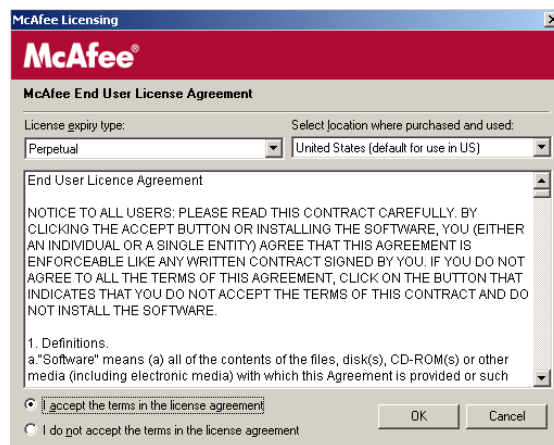 McAfee Licensing
McAfee®
McAfee End User License Agreement
License expiry type:
Select location where purchased and used:
Perpetual
United States (default for use in US)
End User Licence Agreement
NOTICE TO ALL USERS: PLEASE READ THIS CONTRACT CAREFULLY. BY
CLICKING THE ACCEPT BUTTON OR INSTALLING THE SOFTWARE, YOU (EITHER
AN INDIVIDUAL OR A SINGLE ENTITY) AGREE THAT THIS AGREEMENT IS
ENFORCEABLE LIKE ANY WRITTEN CONTRACT SIGNED BY YOU. IF YOU DO NOT
AGREE TO ALL THE TERMS OF THIS AGREEMENT, CLICK ON THE BUTTON THAT
INDICATES THAT YOU DO NOT ACCEPT THE TERMS OF THIS CONTRACT AND DO
NOT INSTALL THE SOFTWARE.
1. Definitions.
a."Software" means (a) all of the contents of the files, disk(s), CD-ROM(s) or other
media (including electronic media) with which this Agreement is provided or such
I accept the terms in the license agreement
I do not accept the terms in the license agreement
OK
Cancel